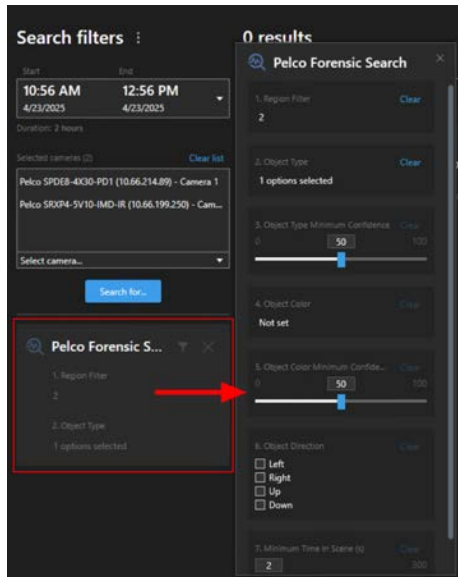 Search filters
Start End
10:56 AM 12:56 PM
4/23/2025 4/23/2025
Duration: 2 hours
Selected cameras (2) Clear list
Pelco SPDE8-4X30-PD1 (10.66.214.89) - Camera 1
Pelco SRXP4-5V10-IMD-IR (10.66.199.250) - Cam...
Select camera...
Search for...
Pelco Forensic S...
1. Region Filter
2
2. Object Type
1 options selected
0 results
Pelco Forensic Search
1. Region Filter Clear
2
2. Object Type Clear
1 options selected
3. Object Type Minimum Confidence Clear
0 50 100
4. Object Color Clear
Not set
5. Object Color Minimum Confide... Clear
0 50 100
6. Object Direction Clear
Left
Right
Up
Down
7. Minimum Time in Scene (s) Clear
2 300